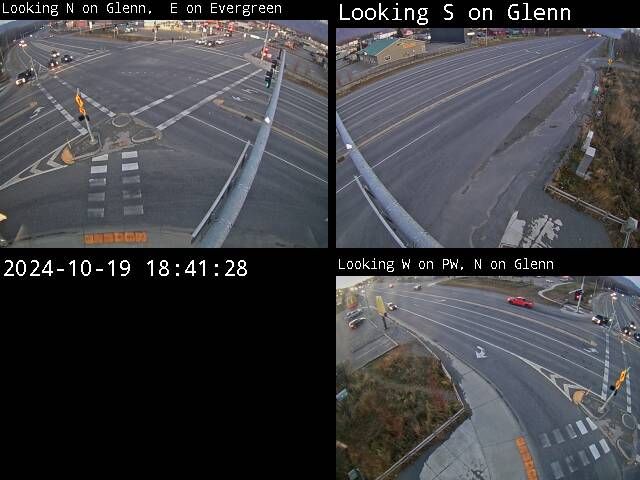 Looking N on Glenn,  E on Evergreen
Looking S on Glenn
2024-10-19 18:41:28
Looking W on PW, N on Glenn